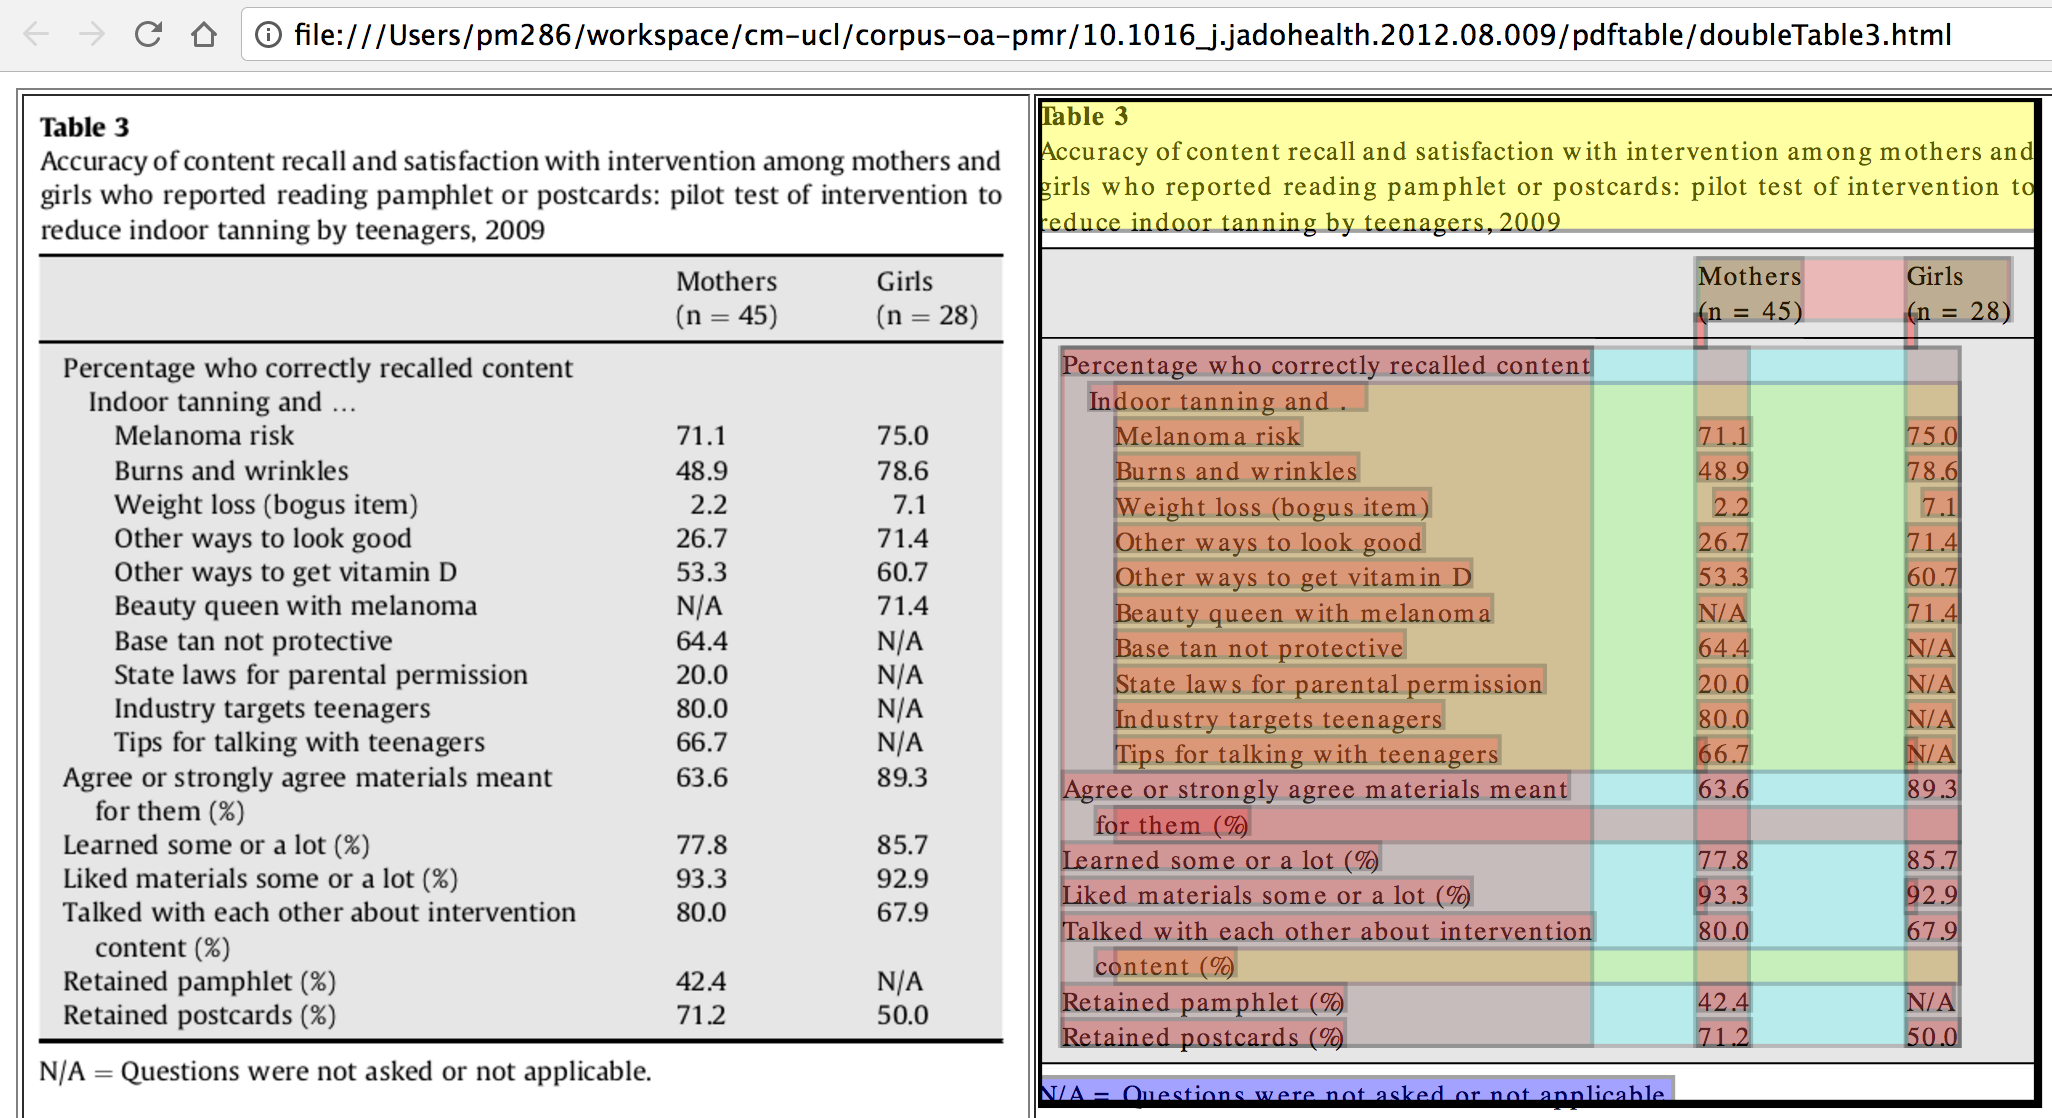 file:///Users/pm286/workspace/cm-ucl/corpus-oa-pmr/10.1016_j.jadohealth.2012.08.009/pdftable/doubleTable3.html
Table 3
Accuracy of content recall and satisfaction with intervention among mothers and
girls who reported reading pamphlet or postcards: pilot test of intervention to
reduce indoor tanning by teenagers, 2009
Mothers Girls
(n = 45) (n = 28)
Percentage who correctly recalled content
Indoor tanning and …
Melanoma risk 71.1 75.0
Burns and wrinkles 48.9 78.6
Weight loss (bogus item) 2.2 7.1
Other ways to look good 26.7 71.4
Other ways to get vitamin D 53.3 60.7
Beauty queen with melanoma N/A 71.4
Base tan not protective 64.4 N/A
State laws for parental permission 20.0 N/A
Industry targets teenagers 80.0 N/A
Tips for talking with teenagers 66.7 N/A
Agree or strongly agree materials meant 63.6 89.3
for them (%)
Learned some or a lot (%) 77.8 85.7
Liked materials some or a lot (%) 93.3 92.9
Talked with each other about intervention 80.0 67.9
content (%)
Retained pamphlet (%) 42.4 N/A
Retained postcards (%) 71.2 50.0
N/A = Questions were not asked or not applicable.
Table 3
Accuracy of content recall and satisfaction with intervention among mothers and
girls who reported reading pamphlet or postcards: pilot test of intervention to
reduce indoor tanning by teenagers, 2009
Mothers Girls
(n = 45) (n = 28)
Percentage who correctly recalled content
Indoor tanning and .
Melanoma risk 71.1 75.0
Burns and wrinkles 48.9 78.6
Weight loss (bogus item) 2.2 7.1
Other ways to look good 26.7 71.4
Other ways to get vitamin D 53.3 60.7
Beauty queen with melanoma N/A 71.4
Base tan not protective 64.4 N/A
State laws for parental permission 20.0 N/A
Industry targets teenagers 80.0 N/A
Tips for talking with teenagers 66.7 N/A
Agree or strongly agree materials meant 63.6 89.3
for them (%)
Learned some or a lot (%) 77.8 85.7
Liked materials some or a lot (%) 93.3 92.9
Talked with each other about intervention 80.0 67.9
content (%)
Retained pamphlet (%) 42.4 N/A
Retained postcards (%) 71.2 50.0
N/A = Questions were not asked or not applicable.